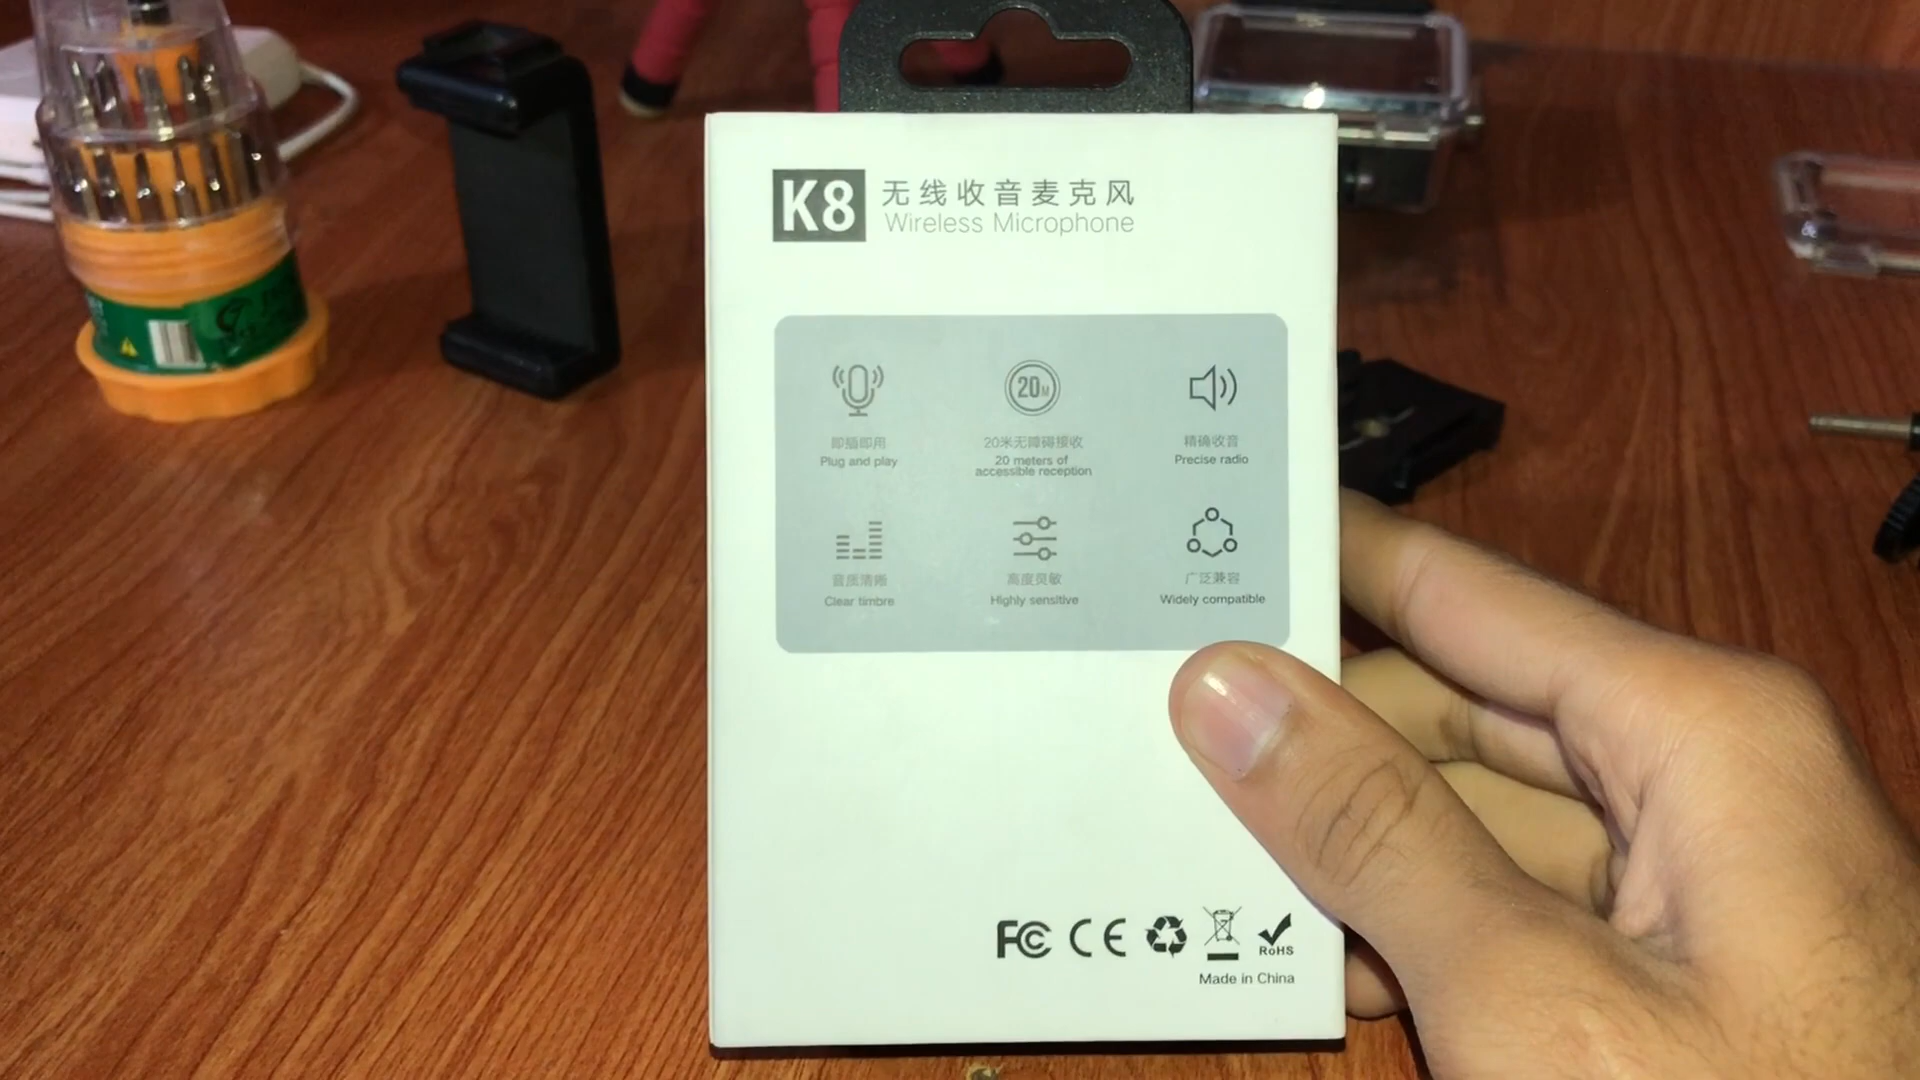 K8 无线收音麦克风
Wireless Microphone
20M
即插即用
Plug and play
20米无障碍接收
20 meters of
accessible reception
精确收音
Precise radio
音质清晰
Clear timbre
高度灵敏
Highly sensitive
广泛兼容
Widely compatible
FC CE RoHS
Made in China